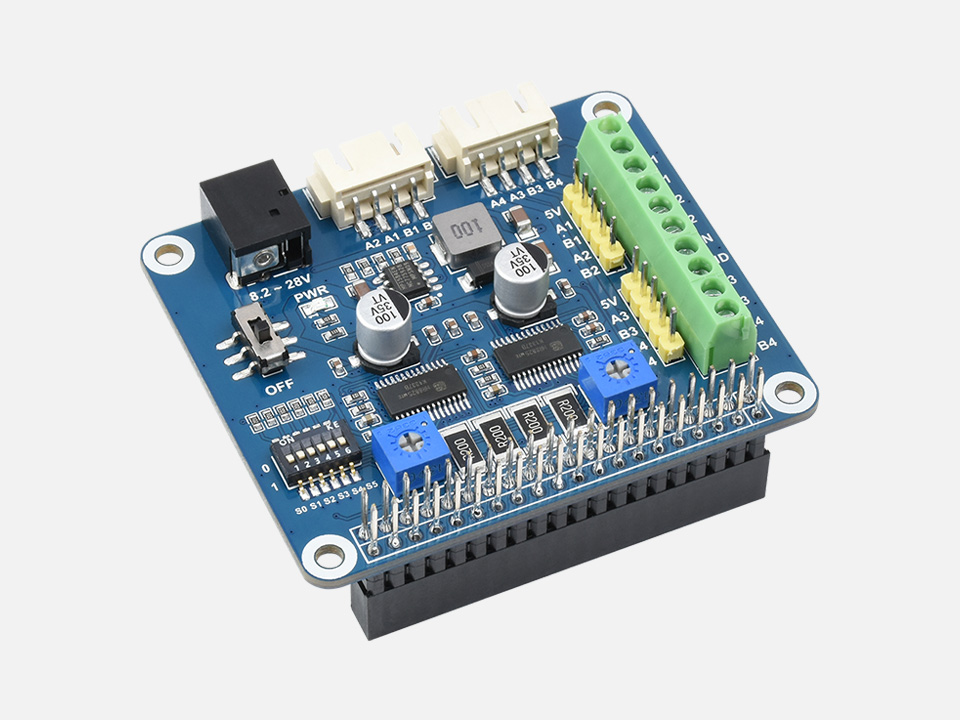 A4 A3 B3 B4
A2 A1 B1
5V
A1
B1
A2
B2
5V
A3
B3
B4
100
100
35V
VT
100
35V
VT
8.2 – 28V
PWR
OFF
R200
R200
R200
R200
ON
1 2 3 4 5 6
0
1
S0 S1 S2 S3 S4 S5